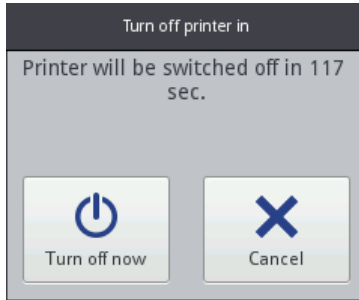 Turn off printer in
Printer will be switched off in 117
sec.
Turn off now
Cancel